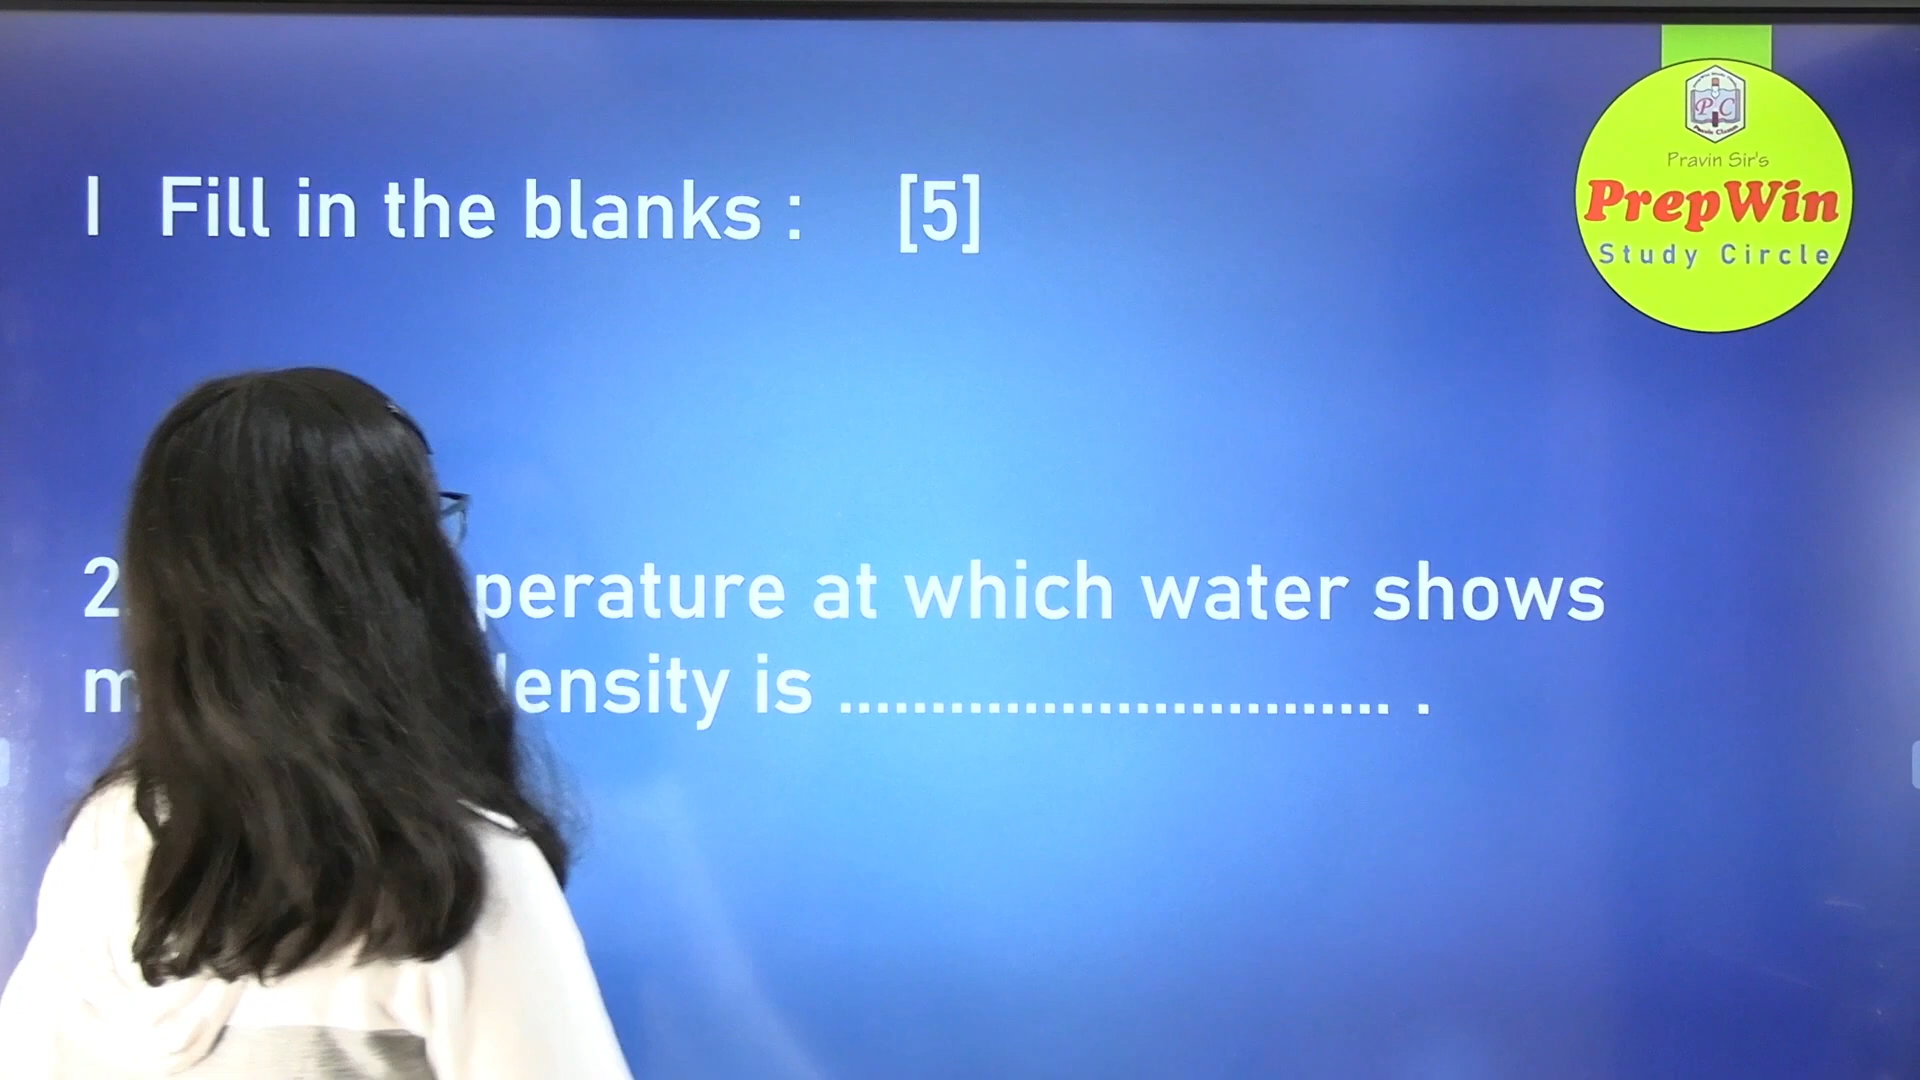 I Fill in the blanks : [5]
P C
Pravin Sir's
PrepWin
Study Circle
2 perature at which water shows
m ensity is .............................. .